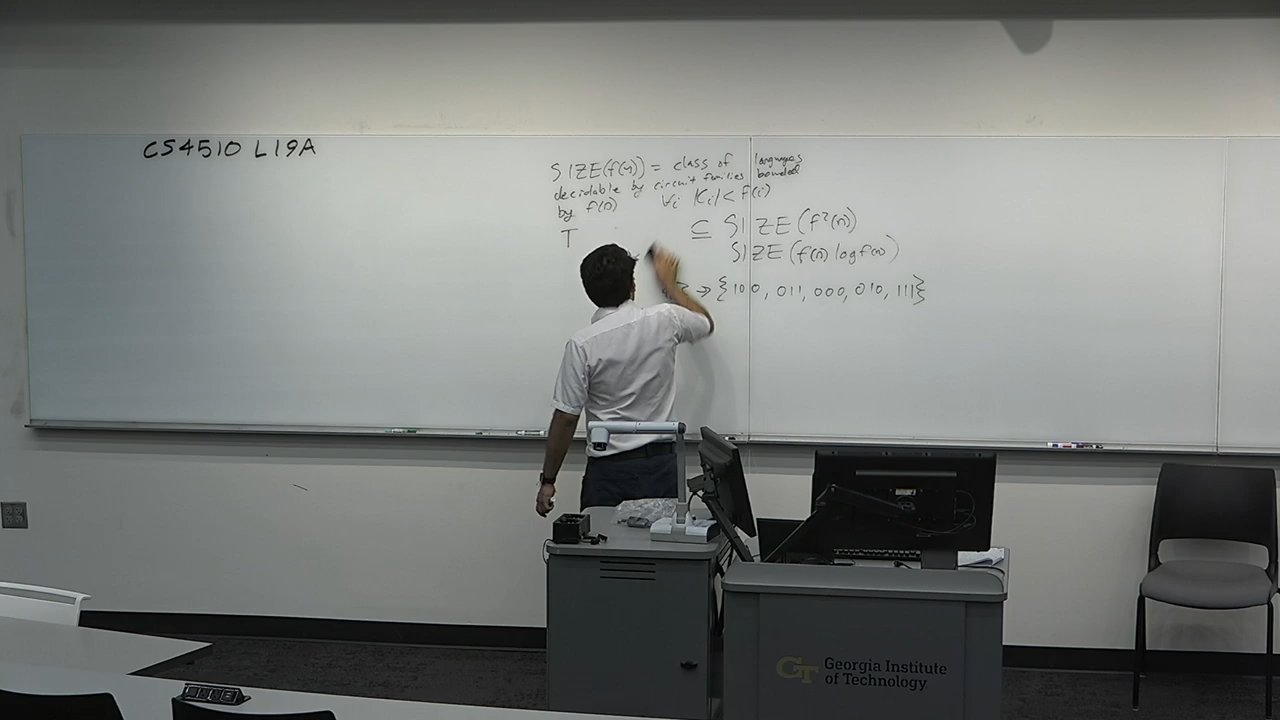 CS4510 L19A
SIZE(f(n)) = class of languages
decidable by circuit families bounded
by f(n) ∀i |Ci| < f(i)
T ⊆ SIZE(f²(n))
SIZE(f(n) log f(n))
→ {100, 011, 000, 010, 111}
GT Georgia Institute
of Technology